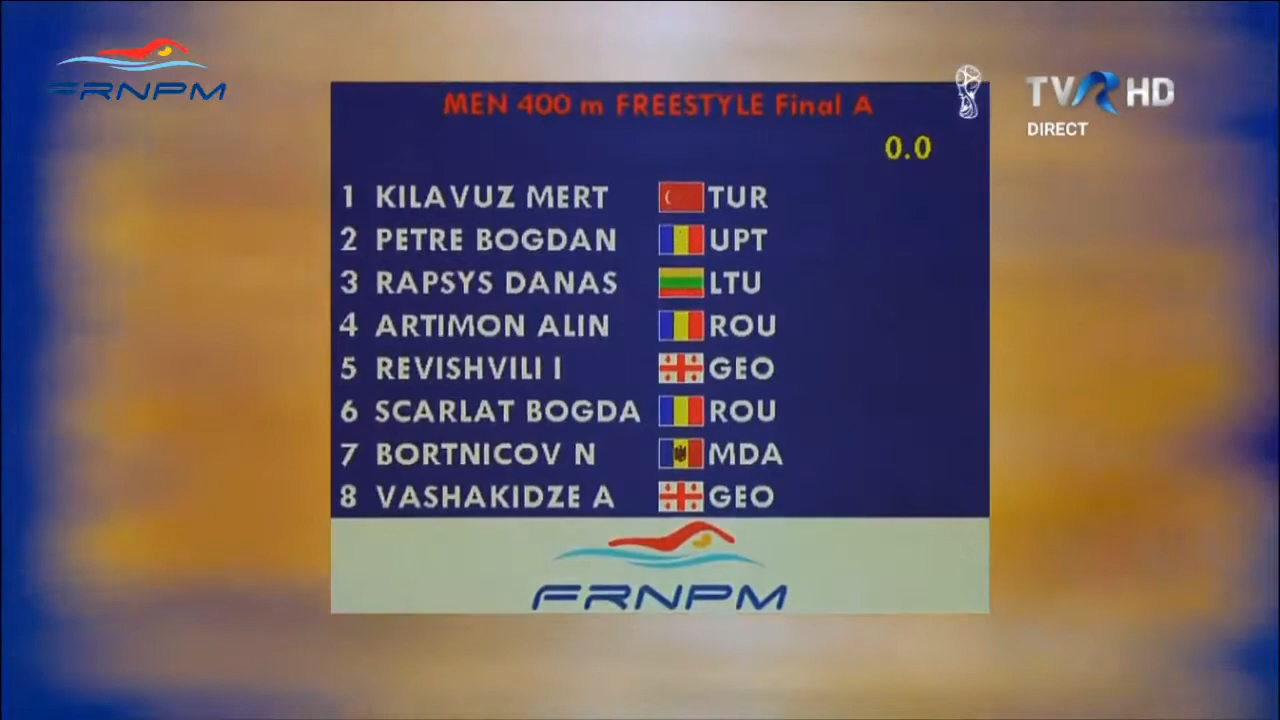 FRNPM
TVR HD
DIRECT
MEN 400 m FREESTYLE Final A
0.0
1 KILAVUZ MERT TUR
2 PETRE BOGDAN UPT
3 RAPSYS DANAS LTU
4 ARTIMON ALIN ROU
5 REVISHVILI I GEO
6 SCARLAT BOGDA ROU
7 BORTNICOV N MDA
8 VASHAKIDZE A GEO
FRNPM